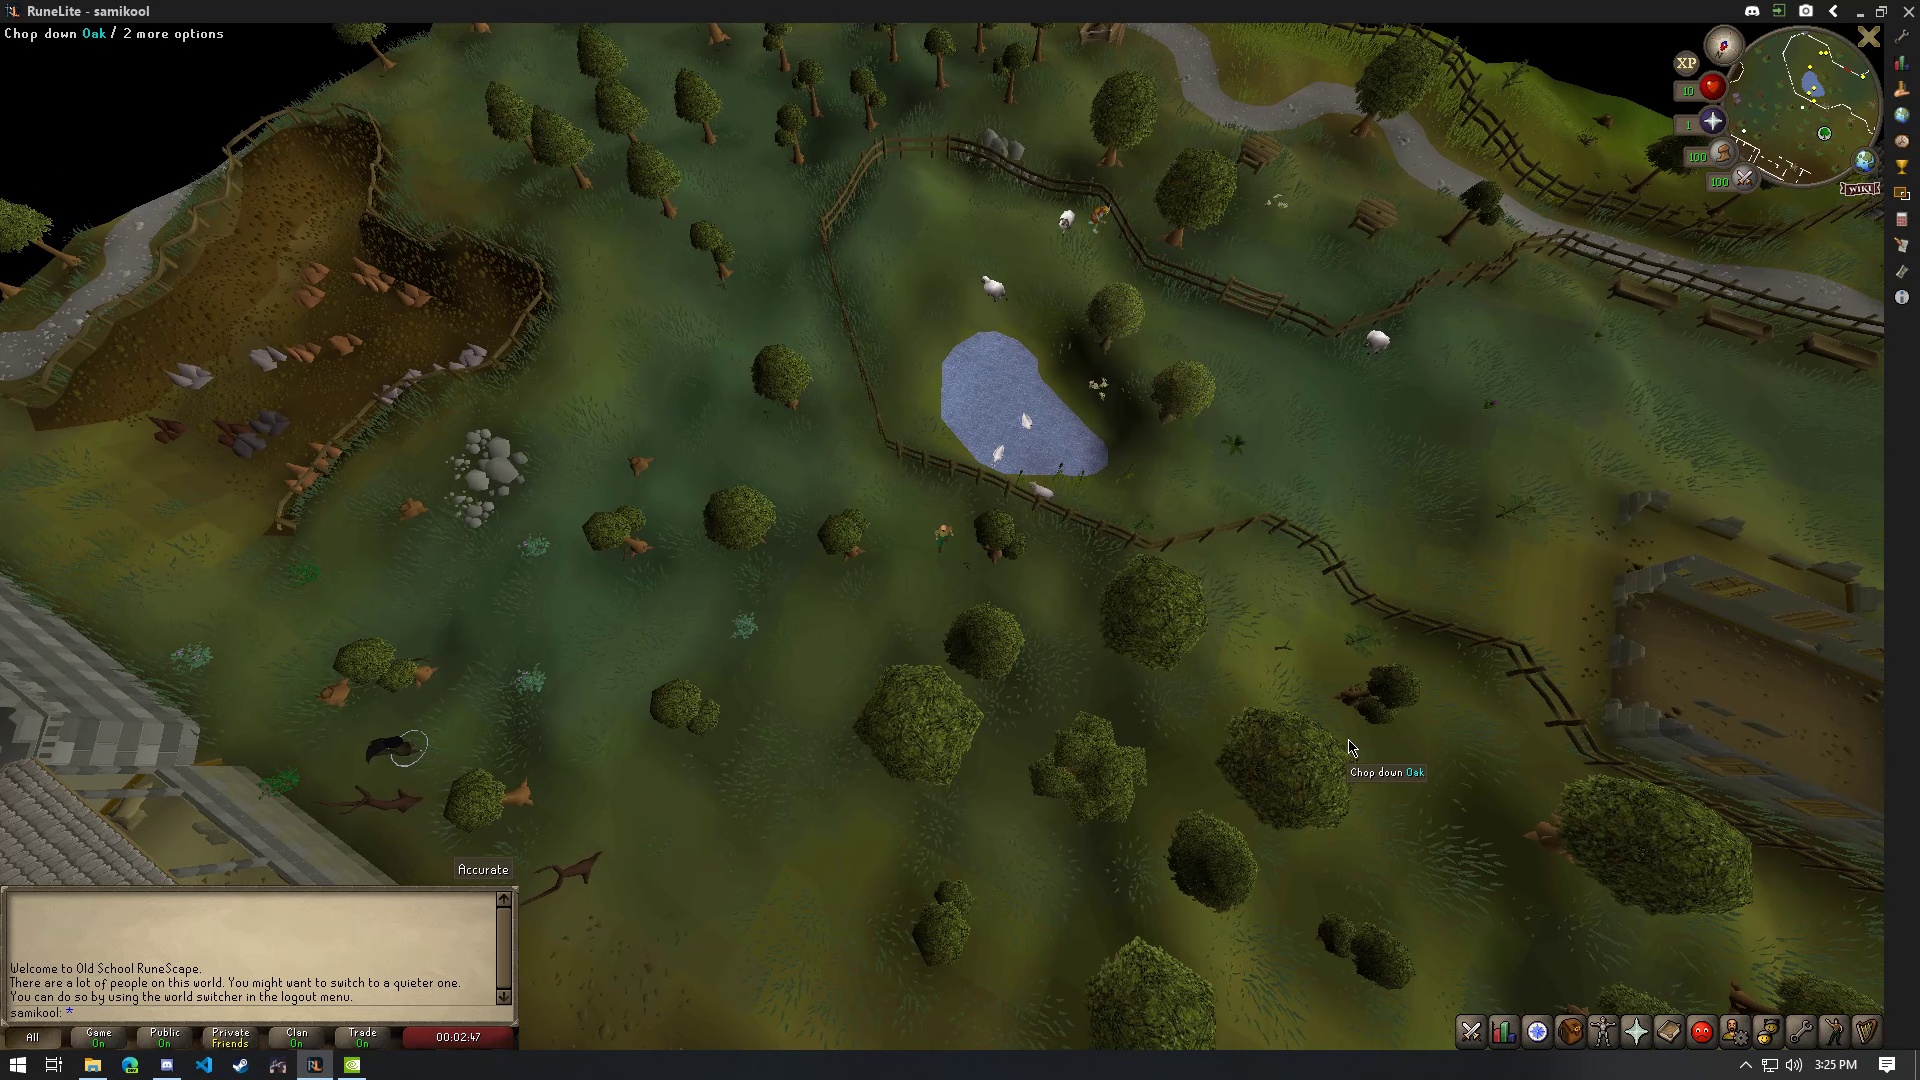 RuneLite - samikool
Chop down Oak / 2 more options
XP
10
1
100
100
WIKI
Chop down Oak
Accurate
Welcome to Old School RuneScape.
There are a lot of people on this world. You might want to switch to a quieter one.
You can do so by using the world switcher in the logout menu.
samikool: *
All
Game
On
Public
On
Private
Friends
Clan
On
Trade
On
00:02:47
3:25 PM